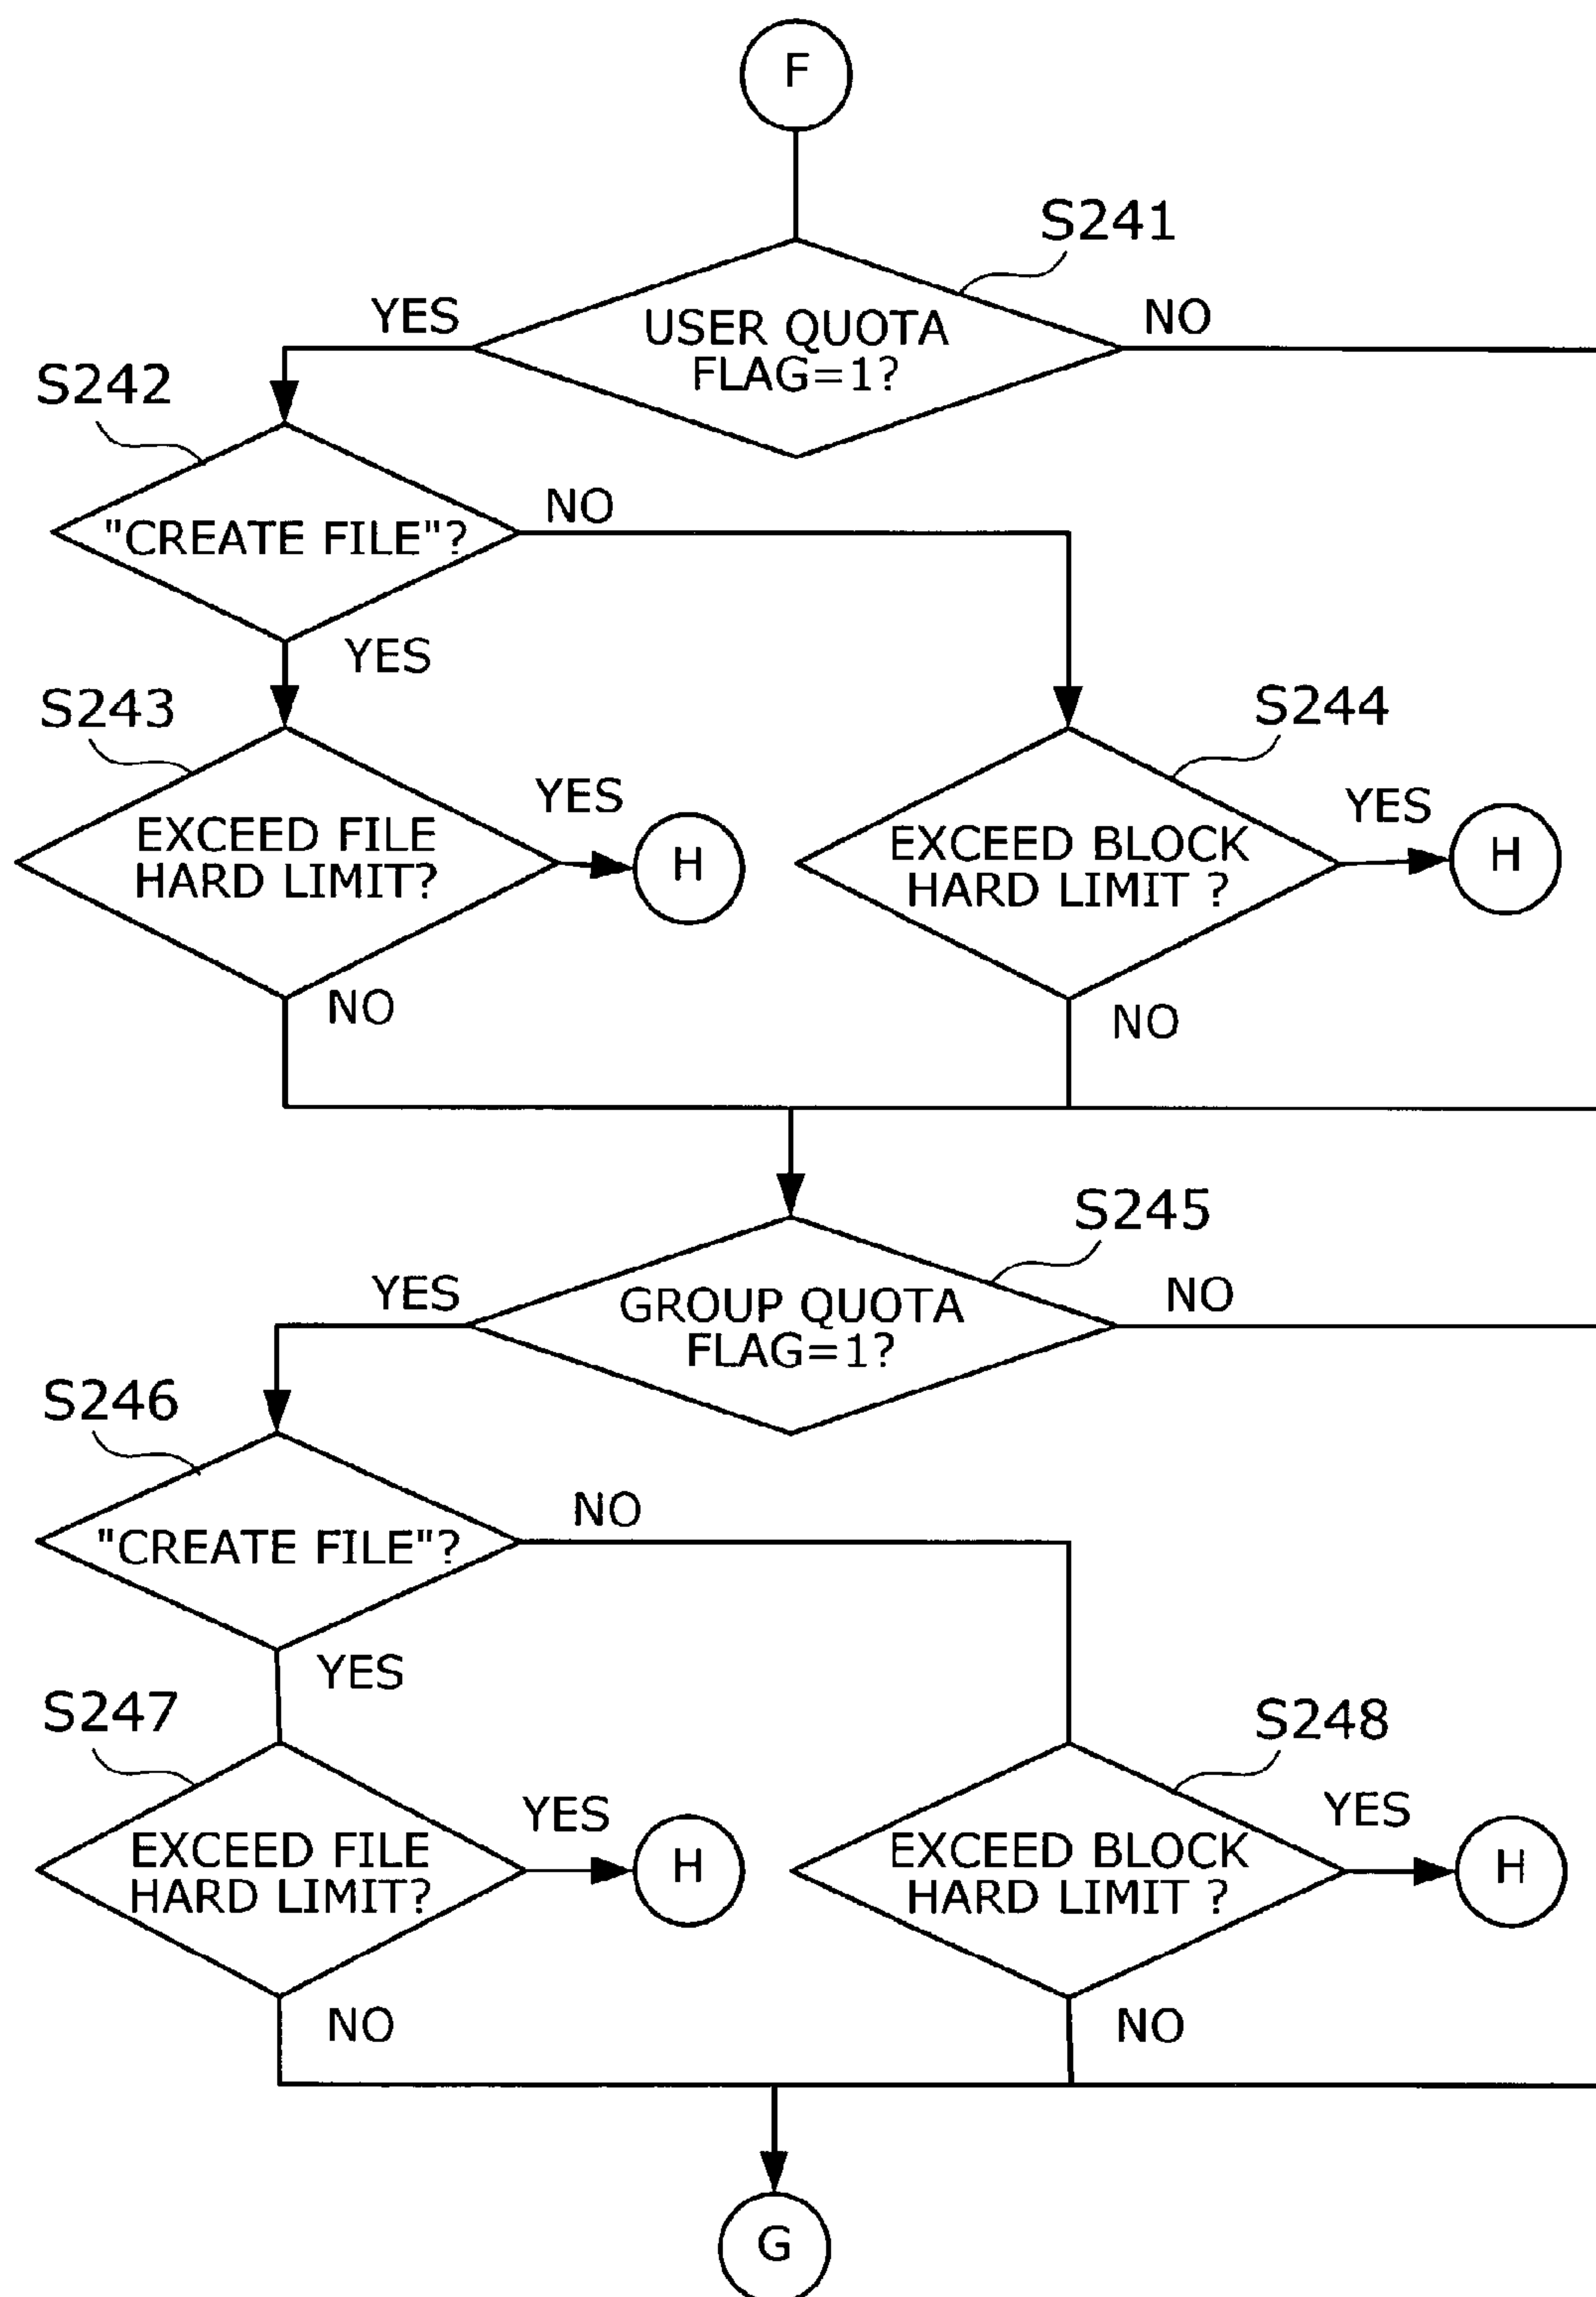 F
S241
YES
USER QUOTA
FLAG=1?
NO
S242
"CREATE FILE"?
NO
YES
S243
S244
EXCEED FILE
HARD LIMIT?
YES
H
EXCEED BLOCK
HARD LIMIT ?
YES
H
NO
NO
S245
YES
GROUP QUOTA
FLAG=1?
NO
S246
"CREATE FILE"?
NO
YES
S247
S248
EXCEED FILE
HARD LIMIT?
YES
H
EXCEED BLOCK
HARD LIMIT ?
YES
H
NO
NO
G